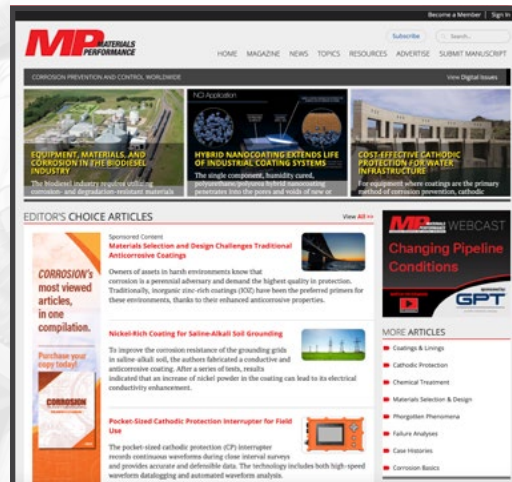 Become a Member | Sign In
MP MATERIALS PERFORMANCE
Subscribe
Search...
HOME MAGAZINE NEWS TOPICS RESOURCES ADVERTISE SUBMIT MANUSCRIPT
CORROSION PREVENTION AND CONTROL WORLDWIDE
View Digital Issues
EQUIPMENT, MATERIALS, AND
CORROSION IN THE BIODIESEL
INDUSTRY
The biodiesel industry requires utilizing
corrosion- and degradation-resistant materials
NCI Application
HYBRID NANOCOATING EXTENDS LIFE
OF INDUSTRIAL COATING SYSTEMS
The single component, humidity cured,
polyurethane/polyurea hybrid nanocoating
penetrates into the pores and voids of new or
COST-EFFECTIVE CATHODIC
PROTECTION FOR WATER
INFRASTRUCTURE
For equipment where coatings are the primary
method of corrosion prevention, cathodic
EDITOR'S CHOICE ARTICLES
View All >>
CORROSION's
most viewed
articles,
in one
compilation.
Purchase your
copy today!
CORROSION
Sponsored Content
Materials Selection and Design Challenges Traditional
Anticorrosive Coatings
Owners of assets in harsh environments know that
corrosion is a perennial adversary and demand the highest quality in protection.
Traditionally, inorganic zinc-rich coatings (IOZ) have been the preferred primers for
these environments, thanks to their enhanced anticorrosive properties.
Nickel-Rich Coating for Saline-Alkali Soil Grounding
To improve the corrosion resistance of the grounding grids
in saline-alkali soil, the authors fabricated a conductive and
anticorrosive coating. After a series of tests, results
indicated that an increase of nickel powder in the coating can lead to its electrical
conductivity enhancement.
Pocket-Sized Cathodic Protection Interrupter for Field
Use
The pocket-sized cathodic protection (CP) interrupter
records continuous waveforms during close interval surveys
and provides accurate and defensible data. The technology includes both high-speed
waveform datalogging and automated waveform analysis.
MP MATERIALS PERFORMANCE WEBCAST
Changing Pipeline
Conditions
GPT
MORE ARTICLES
Coatings & Linings
Cathodic Protection
Chemical Treatment
Materials Selection & Design
Phorgotten Phenomena
Failure Analyses
Case Histories
Corrosion Basics